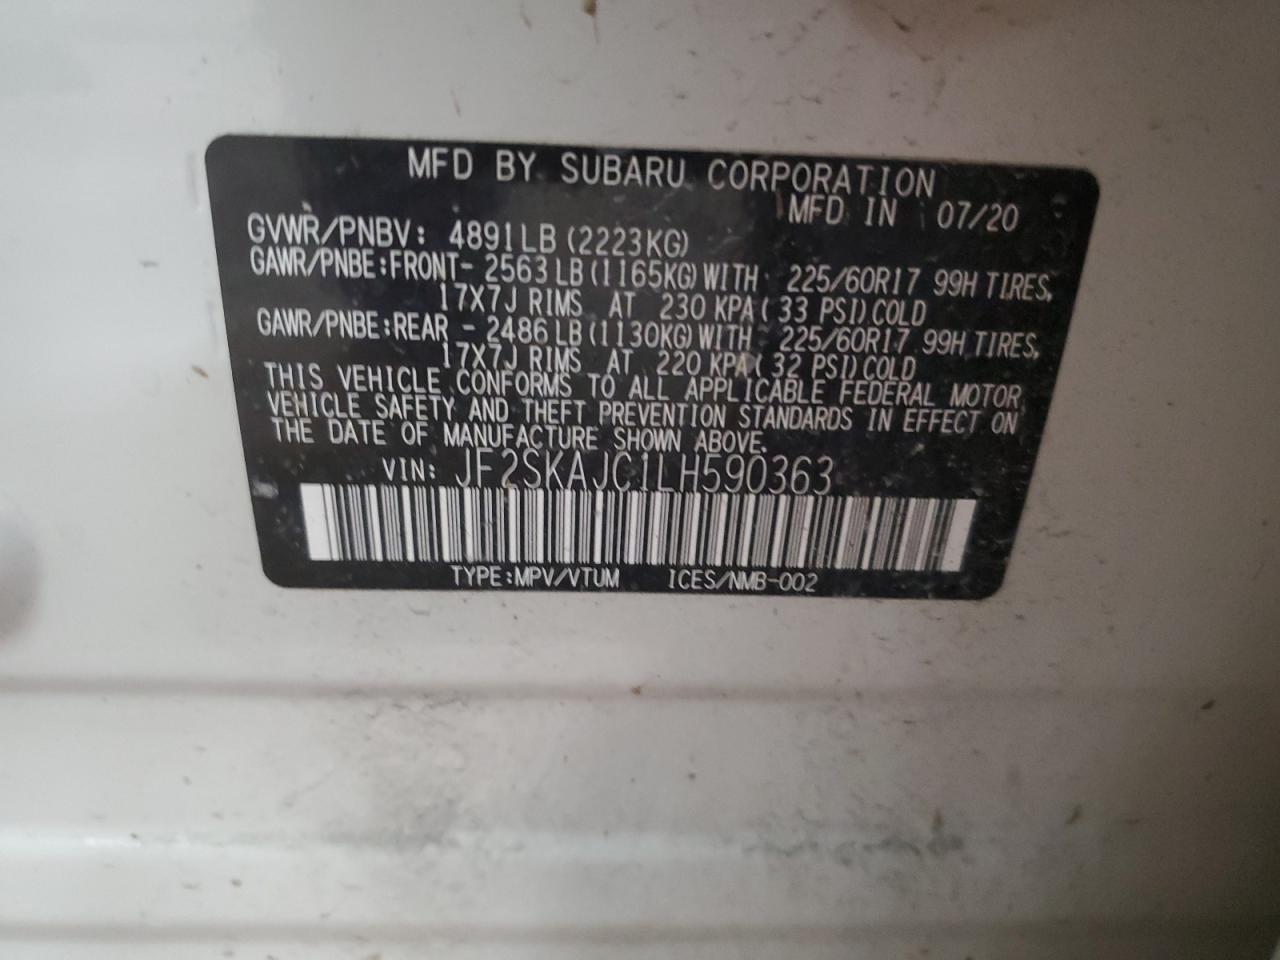 MFD BY SUBARU CORPORATION
MFD IN 07/20
GVWR/PNBV: 4891LB (2223KG)
GAWR/PNBE:FRONT- 2563 LB (1165KG) WITH 225/60R17 99H TIRES,
17X7J RIMS AT 230 KPA( 33 PSI) COLD
GAWR/PNBE:REAR - 2486 LB (1130KG) WITH 225/60R17 99H TIRES,
17X7J RIMS AT 220 KPA( 32 PSI) COLD
THIS VEHICLE CONFORMS TO ALL APPLICABLE FEDERAL MOTOR
VEHICLE SAFETY AND THEFT PREVENTION STANDARDS IN EFFECT ON
THE DATE OF MANUFACTURE SHOWN ABOVE.
VIN: JF2SKAJC1LH590363
TYPE:MPV/VTUM ICES/NMB-002